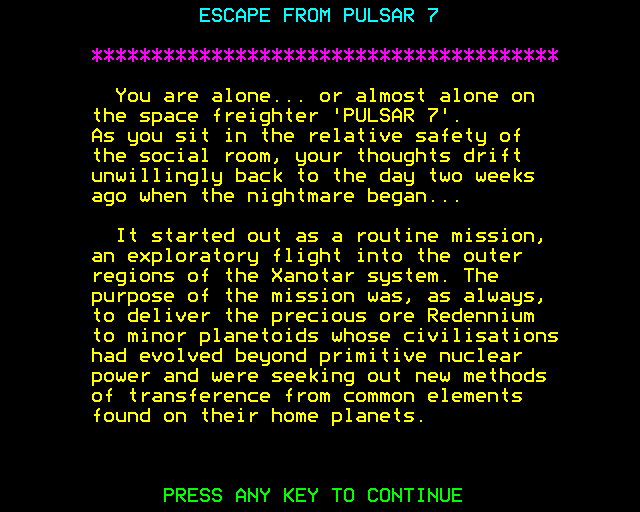 ESCAPE FROM PULSAR 7
***************************************
You are alone... or almost alone on
the space freighter 'PULSAR 7'.
As you sit in the relative safety of
the social room, your thoughts drift
unwillingly back to the day two weeks
ago when the nightmare began...
It started out as a routine mission,
an exploratory flight into the outer
regions of the Xanotar system. The
purpose of the mission was, as always,
to deliver the precious ore Redennium
to minor planetoids whose civilisations
had evolved beyond primitive nuclear
power and were seeking out new methods
of transference from common elements
found on their home planets.
PRESS ANY KEY TO CONTINUE